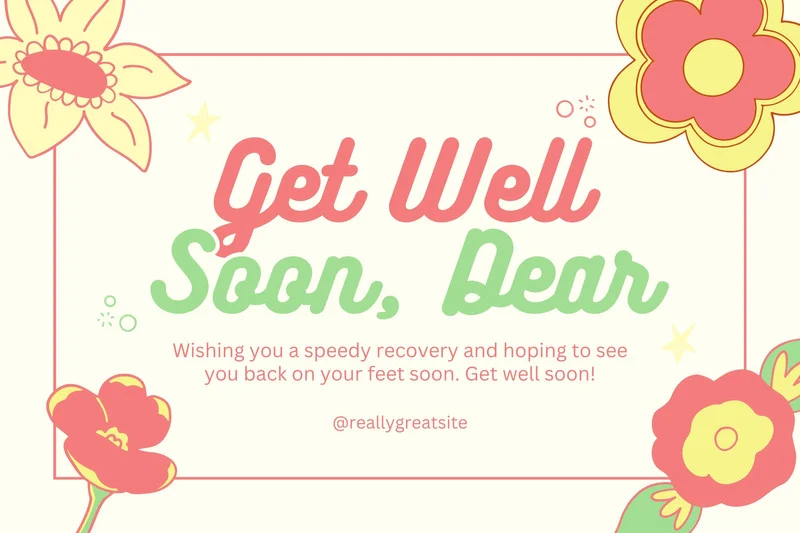 Get Well
Soon, Dear
Wishing you a speedy recovery and hoping to see
you back on your feet soon. Get well soon!
@reallygreatsite